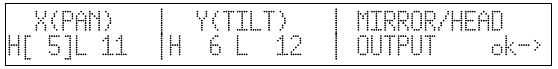 X(PAN) | Y(TILT) | MIRROR/HEAD
H[ 5]L 11 |H 6 L 12 | OUTPUT ok->